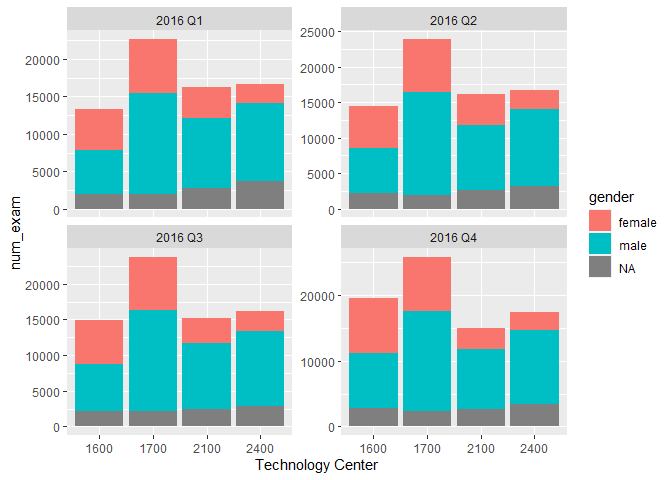 2016 Q1
2016 Q2
20000
15000
10000
5000
0
25000
20000
15000
10000
5000
0
num_exam
gender
female
male
NA
2016 Q3
2016 Q4
20000
15000
10000
5000
0
20000
10000
0
1600 1700 2100 2400
1600 1700 2100 2400
Technology Center